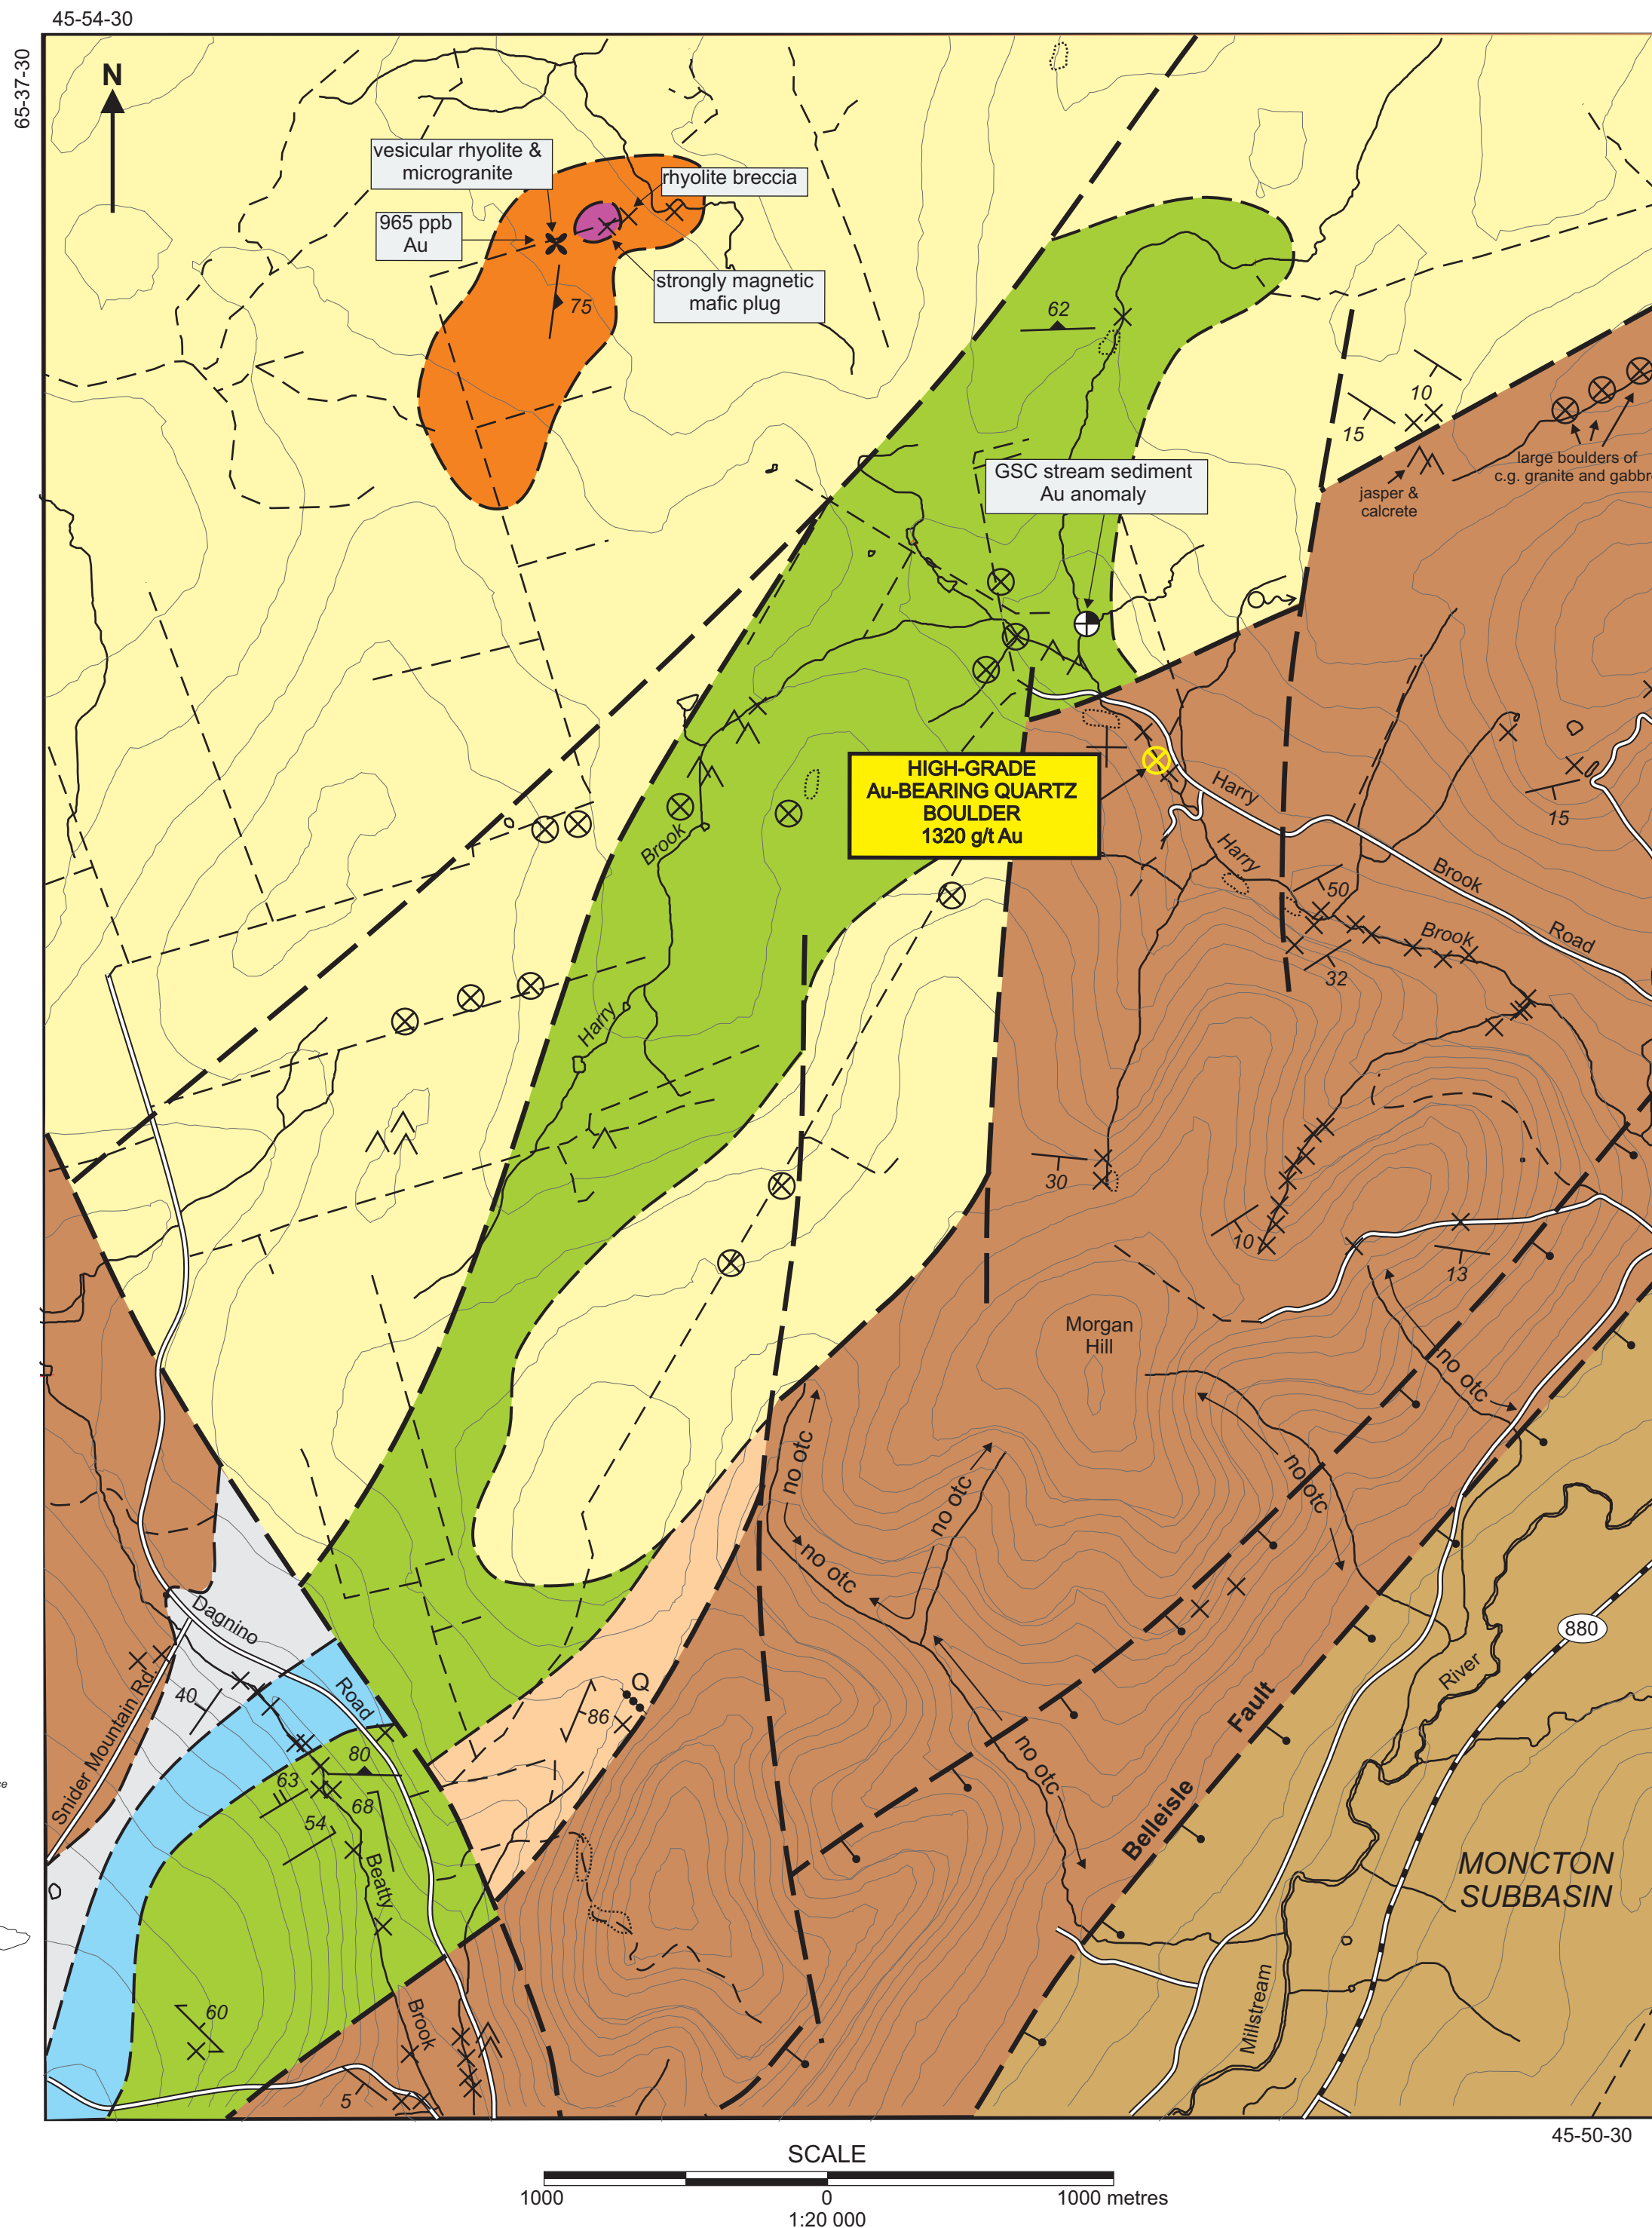 45-54-30
65-37-30
N
vesicular rhyolite &
microgranite
rhyolite breccia
965 ppb
Au
strongly magnetic
mafic plug
75
62
10
15
large boulders of
c.g. granite and gabbr
jasper &
calcrete
GSC stream sediment
Au anomaly
HIGH-GRADE
Au-BEARING QUARTZ
BOULDER
1320 g/t Au
Harry
Brook
Road
Harry
Brook
15
50
32
Brook
Harry
30
10
13
Morgan
Hill
no otc
no otc
no otc
no otc
no otc
no otc
880
River
Dagnino
Road
Snider Mountain Rd.
40
Q
86
80
63
68
54
Beatty
Brook
60
5
Belleisle
Fault
MONCTON
SUBBASIN
Millstream
45-50-30
SCALE
1000
0
1000 metres
1:20 000